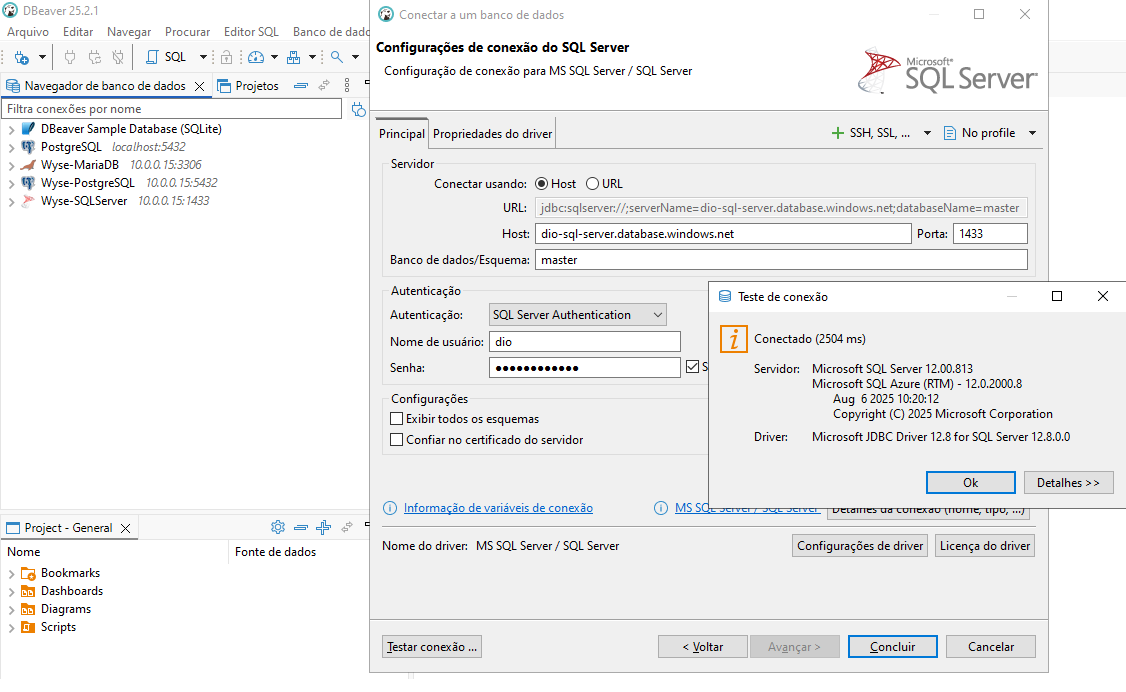 DBeaver 25.2.1
Arquivo Editar Navegar Procurar Editor SQL Banco de dado
SQL
Navegador de banco de dados
Projetos
Filtra conexões por nome
DBeaver Sample Database (SQLite)
PostgreSQL localhost:5432
Wyse-MariaDB 10.0.0.15:3306
Wyse-PostgreSQL 10.0.0.15:5432
Wyse-SQLServer 10.0.0.15:1433
Project - General
Nome Fonte de dados
Bookmarks
Dashboards
Diagrams
Scripts
Conectar a um banco de dados
Configurações de conexão do SQL Server
Configuração de conexão para MS SQL Server / SQL Server
Microsoft®
SQL Server
Principal Propriedades do driver
SSH, SSL, ... No profile
Servidor
Conectar usando: Host URL
URL: jdbc:sqlserver://;serverName=dio-sql-server.database.windows.net;databaseName=master
Host: dio-sql-server.database.windows.net Porta: 1433
Banco de dados/Esquema: master
Autenticação
Autenticação: SQL Server Authentication
Nome de usuário: dio
Senha: ●●●●●●●●●●●● S
Configurações
Exibir todos os esquemas
Confiar no certificado do servidor
Informação de variáveis de conexão
MS SQL Server / SQL Server
Detalhes da conexão (nome, tipo, ...)
Nome do driver: MS SQL Server / SQL Server
Configurações de driver Licença do driver
Testar conexão ... < Voltar Avançar > Concluir Cancelar
Teste de conexão
Conectado (2504 ms)
Servidor: Microsoft SQL Server 12.00.813
Microsoft SQL Azure (RTM) - 12.0.2000.8
Aug 6 2025 10:20:12
Copyright (C) 2025 Microsoft Corporation
Driver: Microsoft JDBC Driver 12.8 for SQL Server 12.8.0.0
Ok Detalhes >>